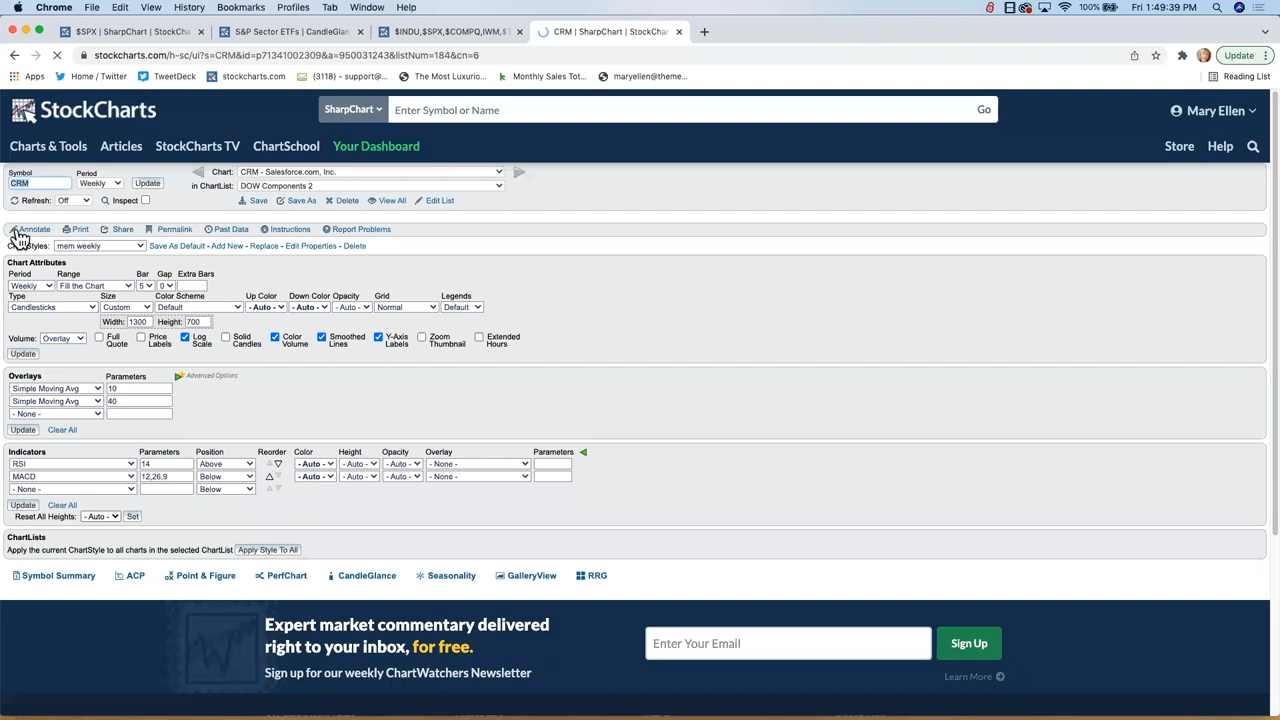 Chrome File Edit View History Bookmarks Profiles Tab Window Help 100% Fri 1:49:39 PM
$SPX | SharpChart | StockCha S&P Sector ETFs | CandleGlan $INDU,$SPX,$COMPQ,IWM,$T CRM | SharpChart | StockChar
stockcharts.com/h-sc/ui?s=CRM&id=p71341002309&a=950031243&listNum=184&cn=6 Update
Apps Home / Twitter TweetDeck stockcharts.com (3118) - support@... The Most Luxurio... Monthly Sales Tot... maryellen@theme... Reading List
StockCharts SharpChart Enter Symbol or Name Go Mary Ellen
Charts & Tools Articles StockCharts TV ChartSchool Your Dashboard Store Help
Symbol Period Chart: CRM - Salesforce.com, Inc.
CRM Weekly Update in ChartList: DOW Components 2
Refresh: Off Inspect Save Save As Delete View All Edit List
Annotate Print Share Permalink Past Data Instructions Report Problems
Styles: mem weekly Save As Default - Add New - Replace - Edit Properties - Delete
Chart Attributes
Period Range Bar Gap Extra Bars
Weekly Fill the Chart 5 0
Type Size Color Scheme Up Color Down Color Opacity Grid Legends
Candlesticks Custom Default - Auto - - Auto - - Auto - Normal Default
Width: 1300 Height: 700
Volume: Overlay Full Quote Price Labels Log Scale Solid Candles Color Volume Smoothed Lines Y-Axis Labels Zoom Thumbnail Extended Hours
Update
Overlays Parameters Advanced Options
Simple Moving Avg 10
Simple Moving Avg 40
- None -
Update Clear All
Indicators Parameters Position Reorder Color Height Opacity Overlay Parameters
RSI 14 Above - Auto - - Auto - - Auto - - None -
MACD 12,26,9 Below - Auto - - Auto - - Auto - - None -
- None - Below
Update Clear All
Reset All Heights: - Auto - Set
ChartLists
Apply the current ChartStyle to all charts in the selected ChartList Apply Style To All
Symbol Summary ACP Point & Figure PerfChart CandleGlance Seasonality GalleryView RRG
Expert market commentary delivered
right to your inbox, for free.
Sign up for our weekly ChartWatchers Newsletter
Enter Your Email Sign Up
Learn More